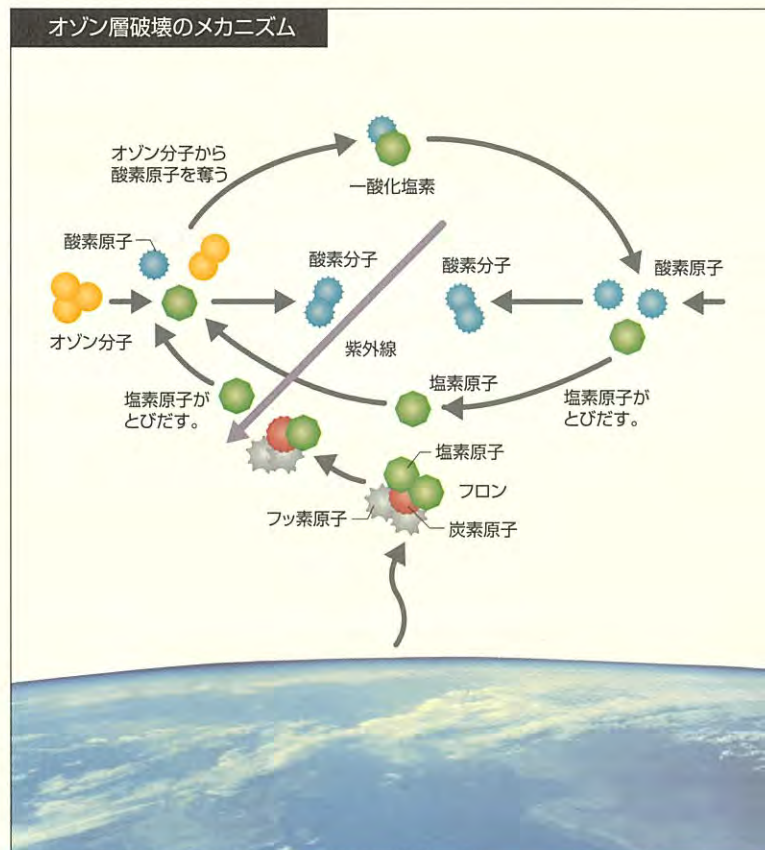 オゾン層破壊のメカニズム
オゾン分子から
酸素原子を奪う
一酸化塩素
酸素原子
酸素分子
酸素分子
酸素原子
オゾン分子
紫外線
塩素原子が
とびだす。
塩素原子
塩素原子が
とびだす。
塩素原子
フロン
フッ素原子
炭素原子